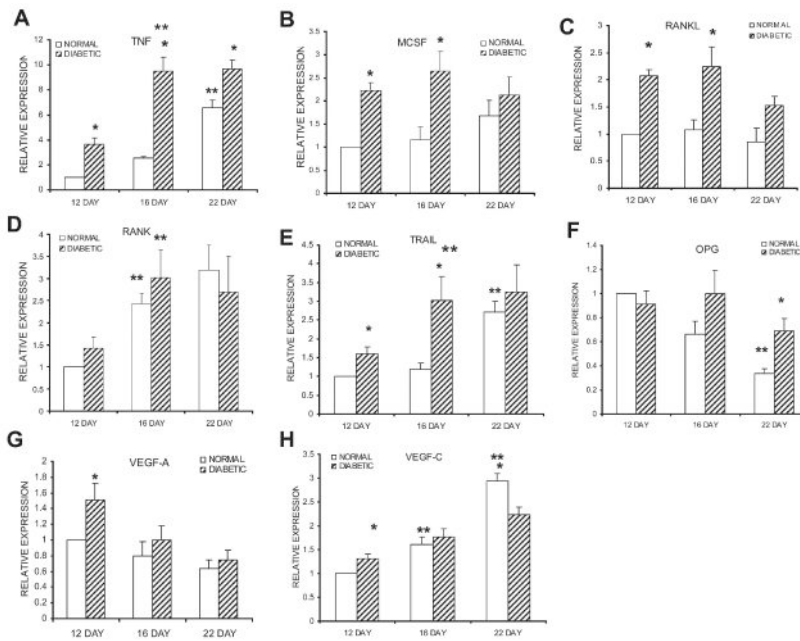 A
TNF
NORMAL
DIABETIC
RELATIVE EXPRESSION
12
10
8
6
4
2
0
*
**
*
**
*
12 DAY 16 DAY 22 DAY
B
MCSF
NORMAL
DIABETIC
RELATIVE EXPRESSION
3.5
3
2.5
2
1.5
1
0.5
0
*
*
12 DAY 16 DAY 22 DAY
C
RANKL
NORMAL
DIABETIC
RELATIVE EXPRESSION
3
2.5
2
1.5
1
0.5
0
*
*
12 DAY 16 DAY 22 DAY
D
RANK
NORMAL
DIABETIC
RELATIVE EXPRESSION
4
3.5
3
2.5
2
1.5
1
0.5
0
**
**
12 DAY 16 DAY 22 DAY
E
TRAIL
NORMAL
DIABETIC
RELATIVE EXPRESSION
4.5
4
3.5
3
2.5
2
1.5
1
0.5
0
*
*
**
**
12 DAY 16 DAY 22 DAY
F
OPG
NORMAL
DIABETIC
RELATIVE EXPRESSION
1.4
1.2
1
0.8
0.6
0.4
0.2
0
**
*
12 DAY 16 DAY 22 DAY
G
VEGF-A
NORMAL
DIABETIC
RELATIVE EXPRESSION
2
1.8
1.6
1.4
1.2
1
0.8
0.6
0.4
0.2
0
*
12 DAY 16 DAY 22 DAY
H
VEGF-C
NORMAL
DIABETIC
RELATIVE EXPRESSION
3.5
3
2.5
2
1.5
1
0.5
0
*
**
**
*
12 DAY 16 DAY 22 DAY